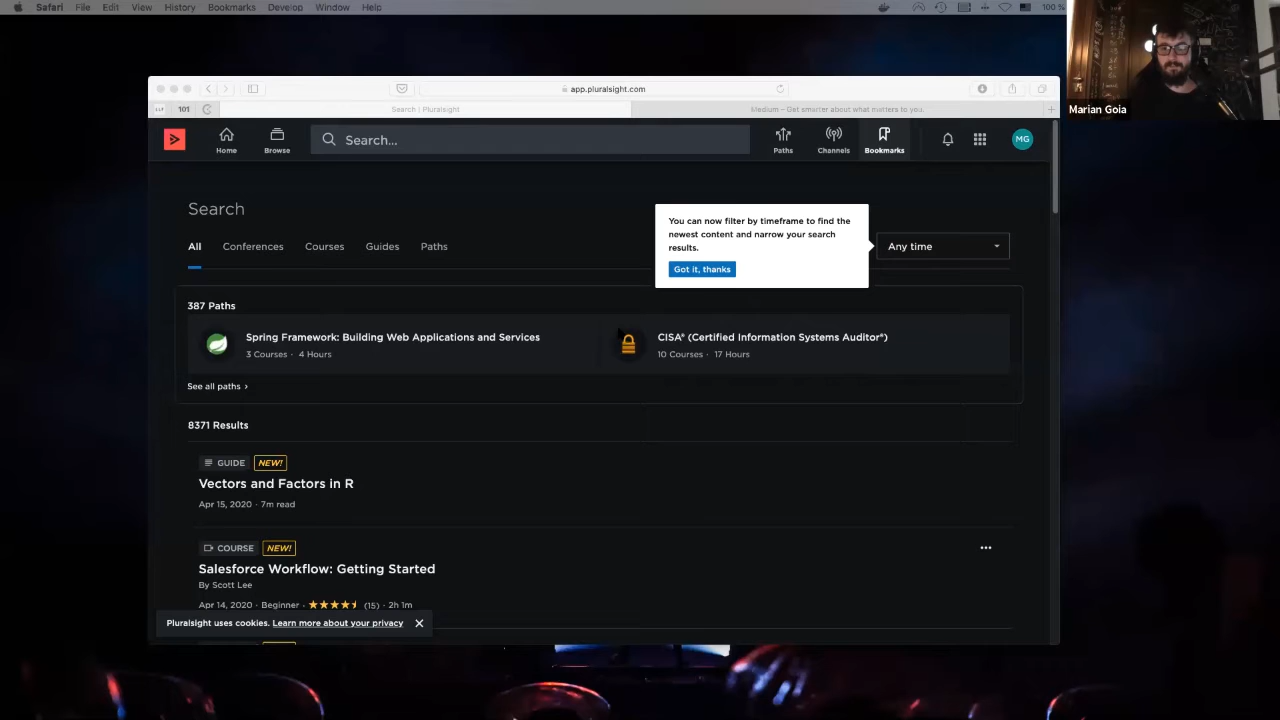 Safari File Edit View History Bookmarks Develop Window Help 100 %
Marian Goia
app.pluralsight.com
101 Search | Pluralsight Medium – Get smarter about what matters to you.
Home Browse Search... Paths Channels Bookmarks MG
Search
You can now filter by timeframe to find the
newest content and narrow your search
results.
Got it, thanks
All Conferences Courses Guides Paths Any time
387 Paths
Spring Framework: Building Web Applications and Services
3 Courses · 4 Hours
CISA® (Certified Information Systems Auditor®)
10 Courses · 17 Hours
See all paths ›
8371 Results
GUIDE NEW!
Vectors and Factors in R
Apr 15, 2020 · 7m read
COURSE NEW!
Salesforce Workflow: Getting Started
By Scott Lee
Apr 14, 2020 · Beginner · (15) · 2h 1m
Pluralsight uses cookies. Learn more about your privacy